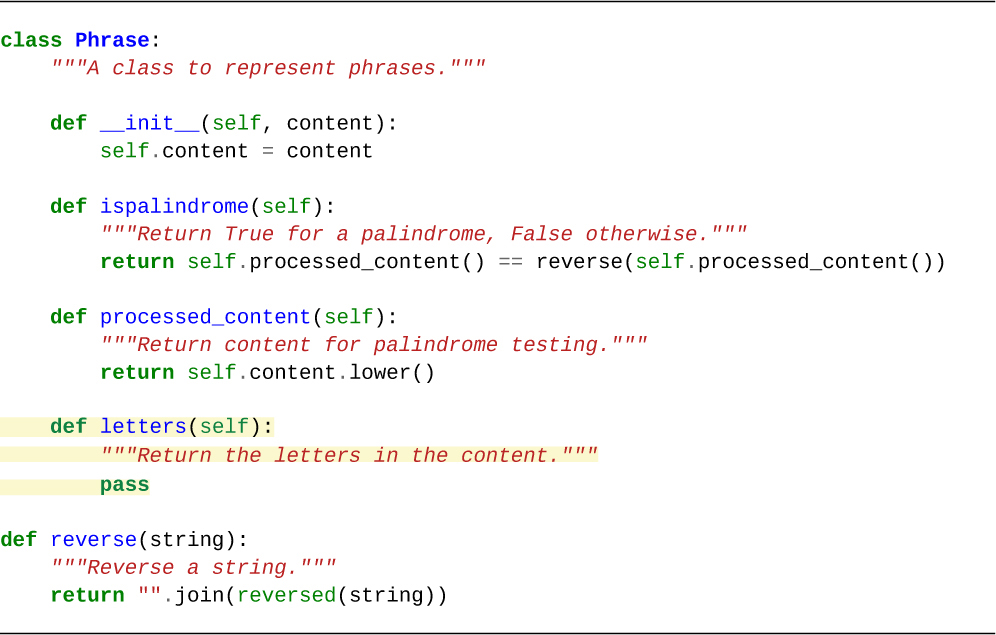 class Phrase:
    """A class to represent phrases."""

    def __init__(self, content):
        self.content = content

    def ispalindrome(self):
        """Return True for a palindrome, False otherwise."""
        return self.processed_content() == reverse(self.processed_content())

    def processed_content(self):
        """Return content for palindrome testing."""
        return self.content.lower()

    def letters(self):
        """Return the letters in the content."""
        pass

def reverse(string):
    """Reverse a string."""
    return "".join(reversed(string))